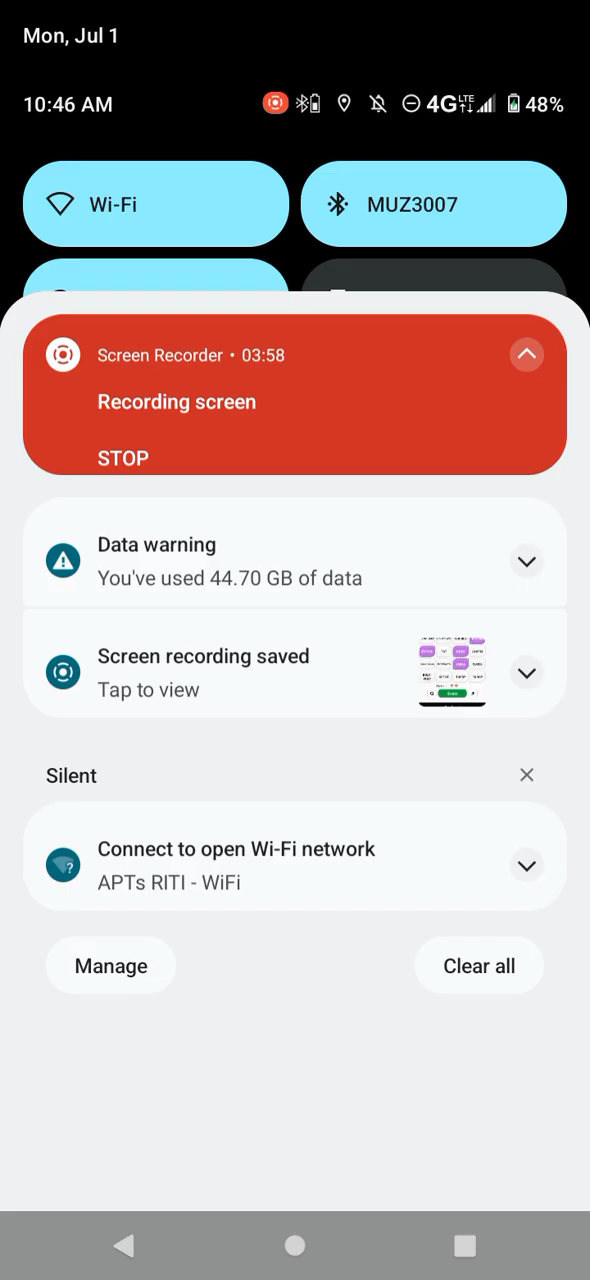 Mon, Jul 1
10:46 AM 4G LTE 48%
Wi-Fi MUZ3007
Screen Recorder • 03:58
Recording screen
STOP
Data warning
You've used 44.70 GB of data
Screen recording saved
Tap to view
Silent
Connect to open Wi-Fi network
APTs RITI - WiFi
Manage Clear all